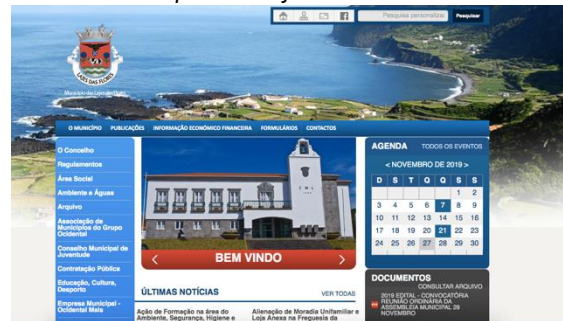 Pesquisa personalizada
Pesquisar
LAJES DAS FLORES
Município das Lajes das Flores
O MUNICÍPIO PUBLICAÇÕES INFORMAÇÃO ECONÓMICO FINANCEIRA FORMULÁRIOS CONTACTOS
O Concelho
Regulamentos
Área Social
Ambiente e Águas
Arquivo
Associação de
Municípios do Grupo
Ocidental
Conselho Municipal de
Juventude
Contratação Pública
Educação, Cultura,
Desporto
Empresa Municipal -
Ocidental Mais
C M L
BEM VINDO
ÚLTIMAS NOTÍCIAS VER TODAS
Ação de Formação na área do
Ambiente, Segurança, Higiene e
Alienação de Moradia Unifamiliar e
Loja Anexa na Freguesia da
AGENDA TODOS OS EVENTOS
< NOVEMBRO DE 2019 >
D S T Q Q S S
1 2
3 4 5 6 7 8 9
10 11 12 13 14 15 16
17 18 19 20 21 22 23
24 25 26 27 28 29 30
DOCUMENTOS
CONSULTAR ARQUIVO
2019 EDITAL - CONVOCATÓRIA
REUNIÃO ORDINÁRIA DA
ASSEMBLEIA MUNICIPAL 29
NOVEMBRO